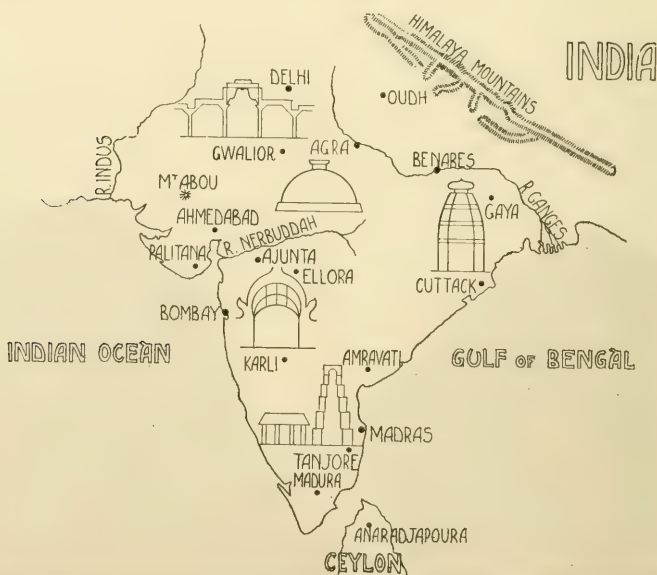 HIMALAYA MOUNTAINS
INDIA
DELHI
OUDH
R. INDUS
GWALIOR
AGRA
BENARES
MT ABOU
GAYA
R. GANGES
AHMEDABAD
R. NERBUDDAH
PALITANA
AJUNTA
ELLORA
CUTTACK
BOMBAY
INDIAN OCEAN
KARLI
AMRAVATI
GULF OF BENGAL
MADRAS
TANJORE
MADURA
ANARADJAPOURA
CEYLON